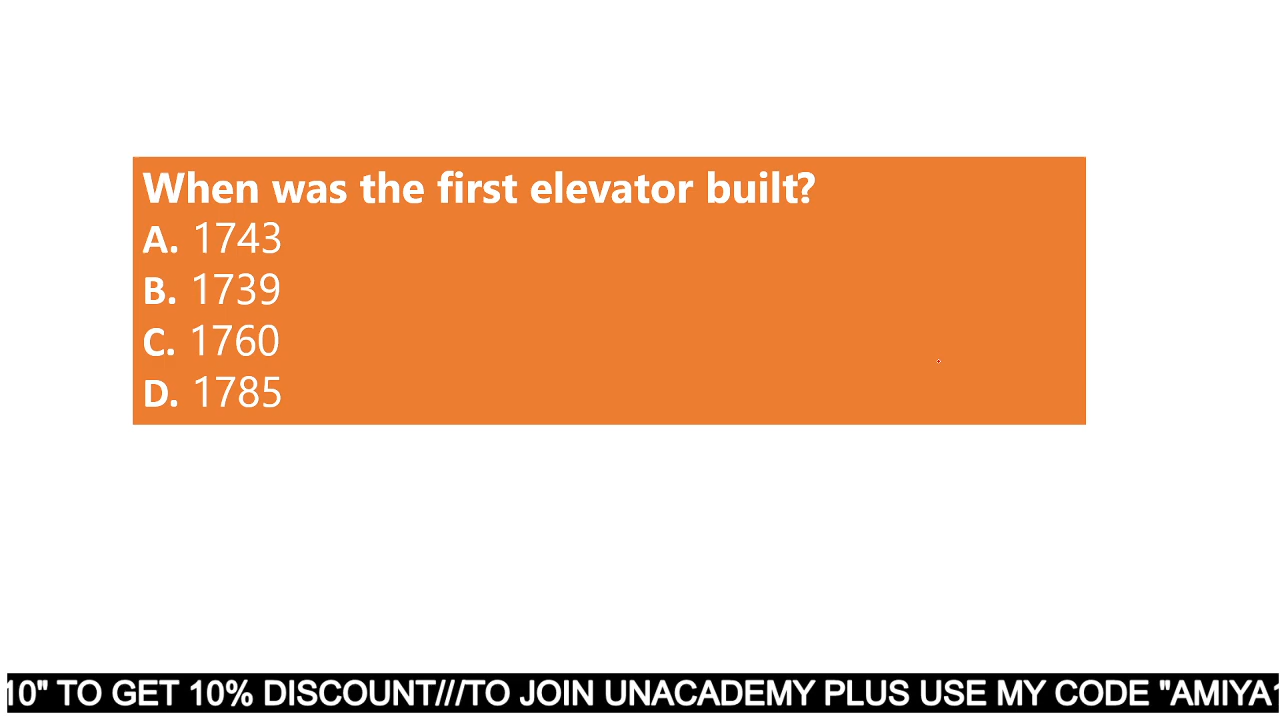 When was the first elevator built?
A. 1743
B. 1739
C. 1760
D. 1785
10" TO GET 10% DISCOUNT///TO JOIN UNACADEMY PLUS USE MY CODE "AMIYA